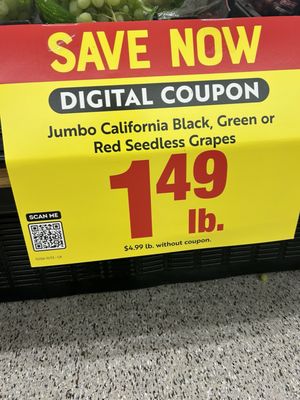 SAVE NOW
DIGITAL COUPON
Jumbo California Black, Green or
Red Seedless Grapes
1 49
lb.
SCAN ME
$4.99 lb. without coupon.